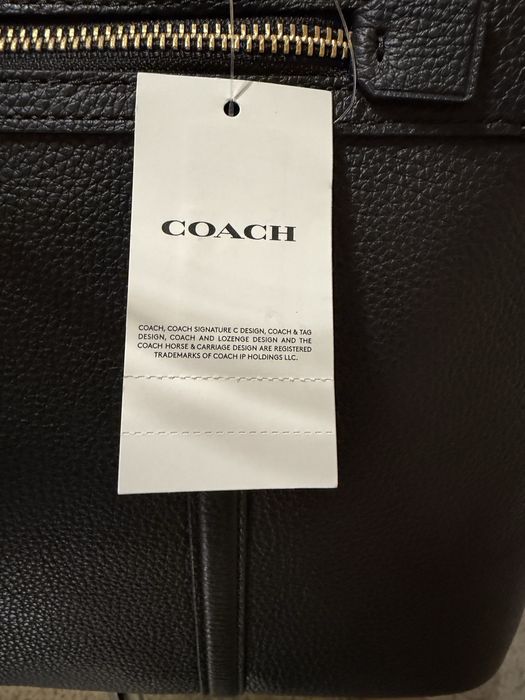 COACH
COACH, COACH SIGNATURE C DESIGN, COACH & TAG
DESIGN, COACH AND LOZENGE DESIGN AND THE
COACH HORSE & CARRIAGE DESIGN ARE REGISTERED
TRADEMARKS OF COACH IP HOLDINGS LLC.